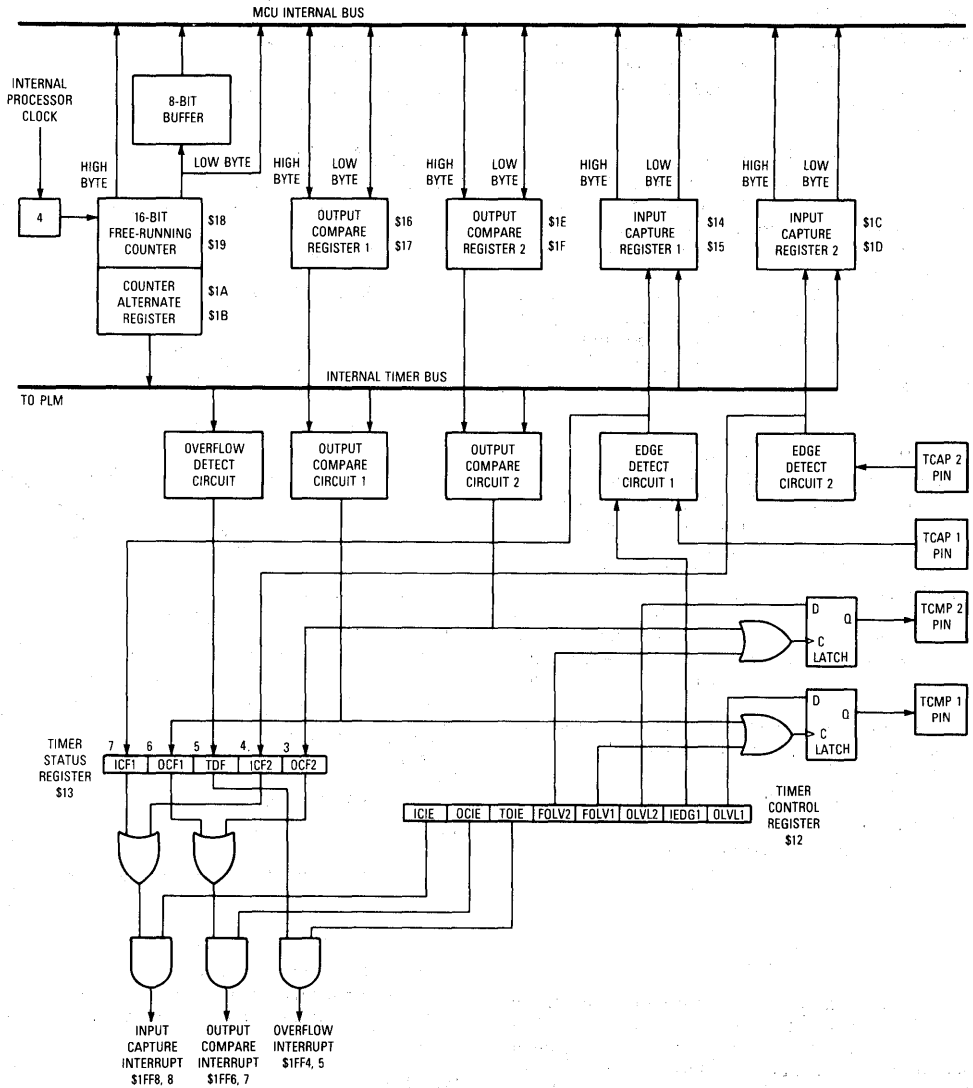 MCU INTERNAL BUS
INTERNAL
PROCESSOR
CLOCK
8-BIT
BUFFER
HIGH
BYTE
LOW BYTE
HIGH
BYTE
LOW
BYTE
HIGH
BYTE
LOW
BYTE
HIGH
BYTE
LOW
BYTE
HIGH
BYTE
LOW
BYTE
4
16-BIT
FREE-RUNNING
COUNTER
$18
$19
COUNTER
ALTERNATE
REGISTER
$1A
$1B
OUTPUT
COMPARE
REGISTER 1
$16
$17
OUTPUT
COMPARE
REGISTER 2
$1E
$1F
INPUT
CAPTURE
REGISTER 1
$14
$15
INPUT
CAPTURE
REGISTER 2
$1C
$1D
INTERNAL TIMER BUS
TO PLM
OVERFLOW
DETECT
CIRCUIT
OUTPUT
COMPARE
CIRCUIT 1
OUTPUT
COMPARE
CIRCUIT 2
EDGE
DETECT
CIRCUIT 1
EDGE
DETECT
CIRCUIT 2
TCAP 2
PIN
TCAP 1
PIN
D
Q
C
LATCH
TCMP 2
PIN
D
Q
C
LATCH
TCMP 1
PIN
TIMER
STATUS
REGISTER
$13
7 6 5 4. 3
ICF1 OCF1 TDF ICF2 OCF2
ICIE OCIE TOIE FOLV2 FOLV1 OLVL2 IEDG1 OLVL1
TIMER
CONTROL
REGISTER
$12
INPUT
CAPTURE
INTERRUPT
$1FF8, 8
OUTPUT
COMPARE
INTERRUPT
$1FF6, 7
OVERFLOW
INTERRUPT
$1FF4, 5